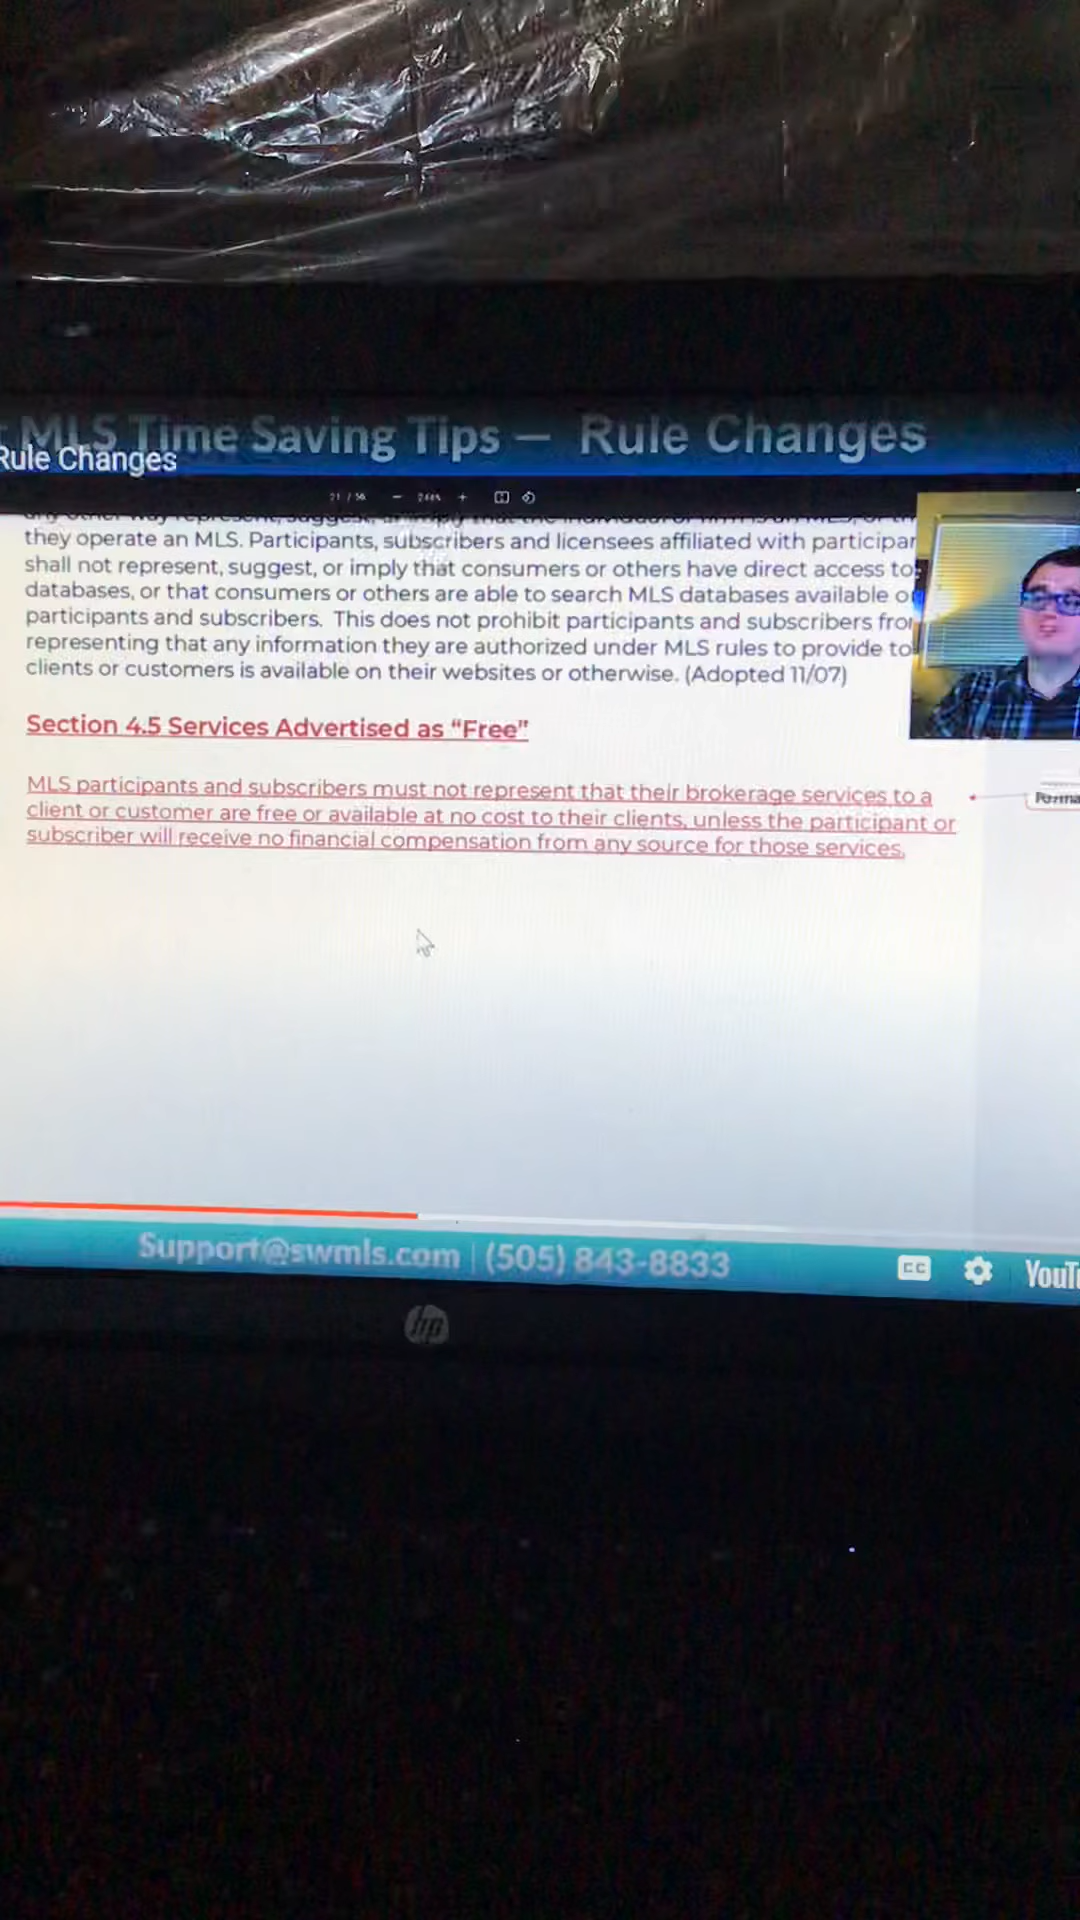 MLS Time Saving Tips — Rule Changes
Rule Changes
21 / 56
they operate an MLS. Participants, subscribers and licensees affiliated with participar
shall not represent, suggest, or imply that consumers or others have direct access to
databases, or that consumers or others are able to search MLS databases available o
participants and subscribers. This does not prohibit participants and subscribers fror
representing that any information they are authorized under MLS rules to provide to
clients or customers is available on their websites or otherwise. (Adopted 11/07)
Section 4.5 Services Advertised as “Free”
MLS participants and subscribers must not represent that their brokerage services to a
client or customer are free or available at no cost to their clients, unless the participant or
subscriber will receive no financial compensation from any source for those services.
Forma
Support@swmls.com | (505) 843-8833
CC
YouT
hp